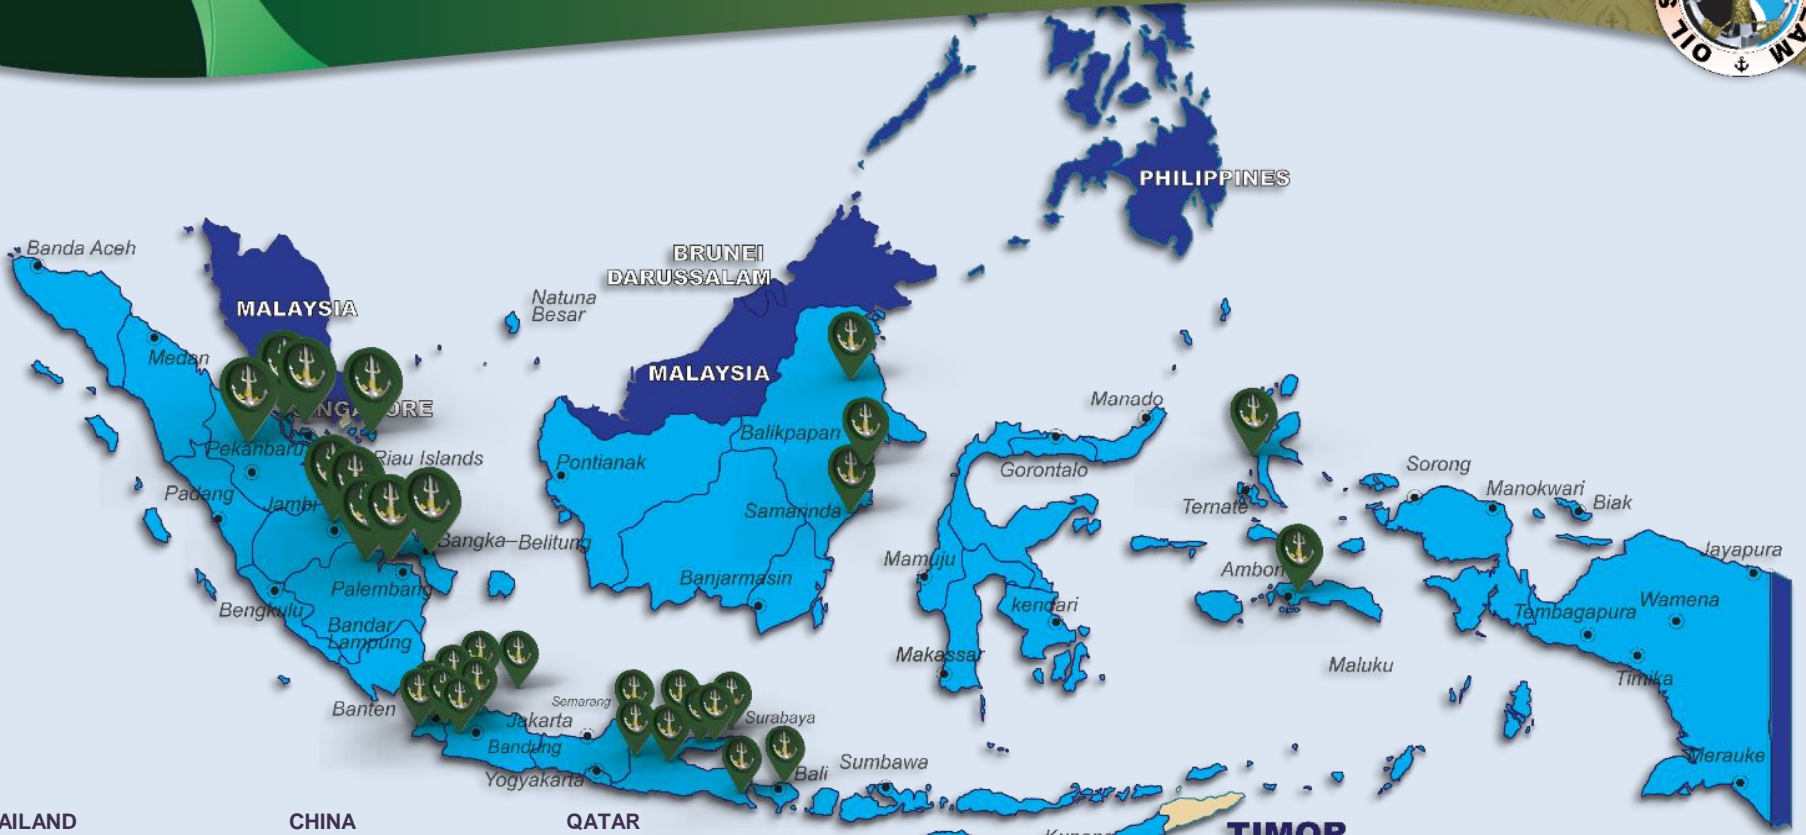 OIL
PHILIPPINES
Banda Aceh
BRUNEI
DARUSSALAM
Natuna
Besar
MALAYSIA
Medan
MALAYSIA
Manado
Balikpapan
Pekanbaru
Riau Islands
Pontianak
Gorontalo
Sorong
Manokwari
Biak
Padang
Jambi
Samarinda
Ternate
Bangka–Belitung
Mamuju
Ambon
Jayapura
Palembang
Banjarmasin
Bengkulu
kendari
Tembagapura
Wamena
Bandar
Lampung
Makassar
Maluku
Timika
Banten
Semarang
Jakarta
Surabaya
Bandung
Yogyakarta
Bali
Sumbawa
Merauke
AILAND
CHINA
QATAR
TIMOR